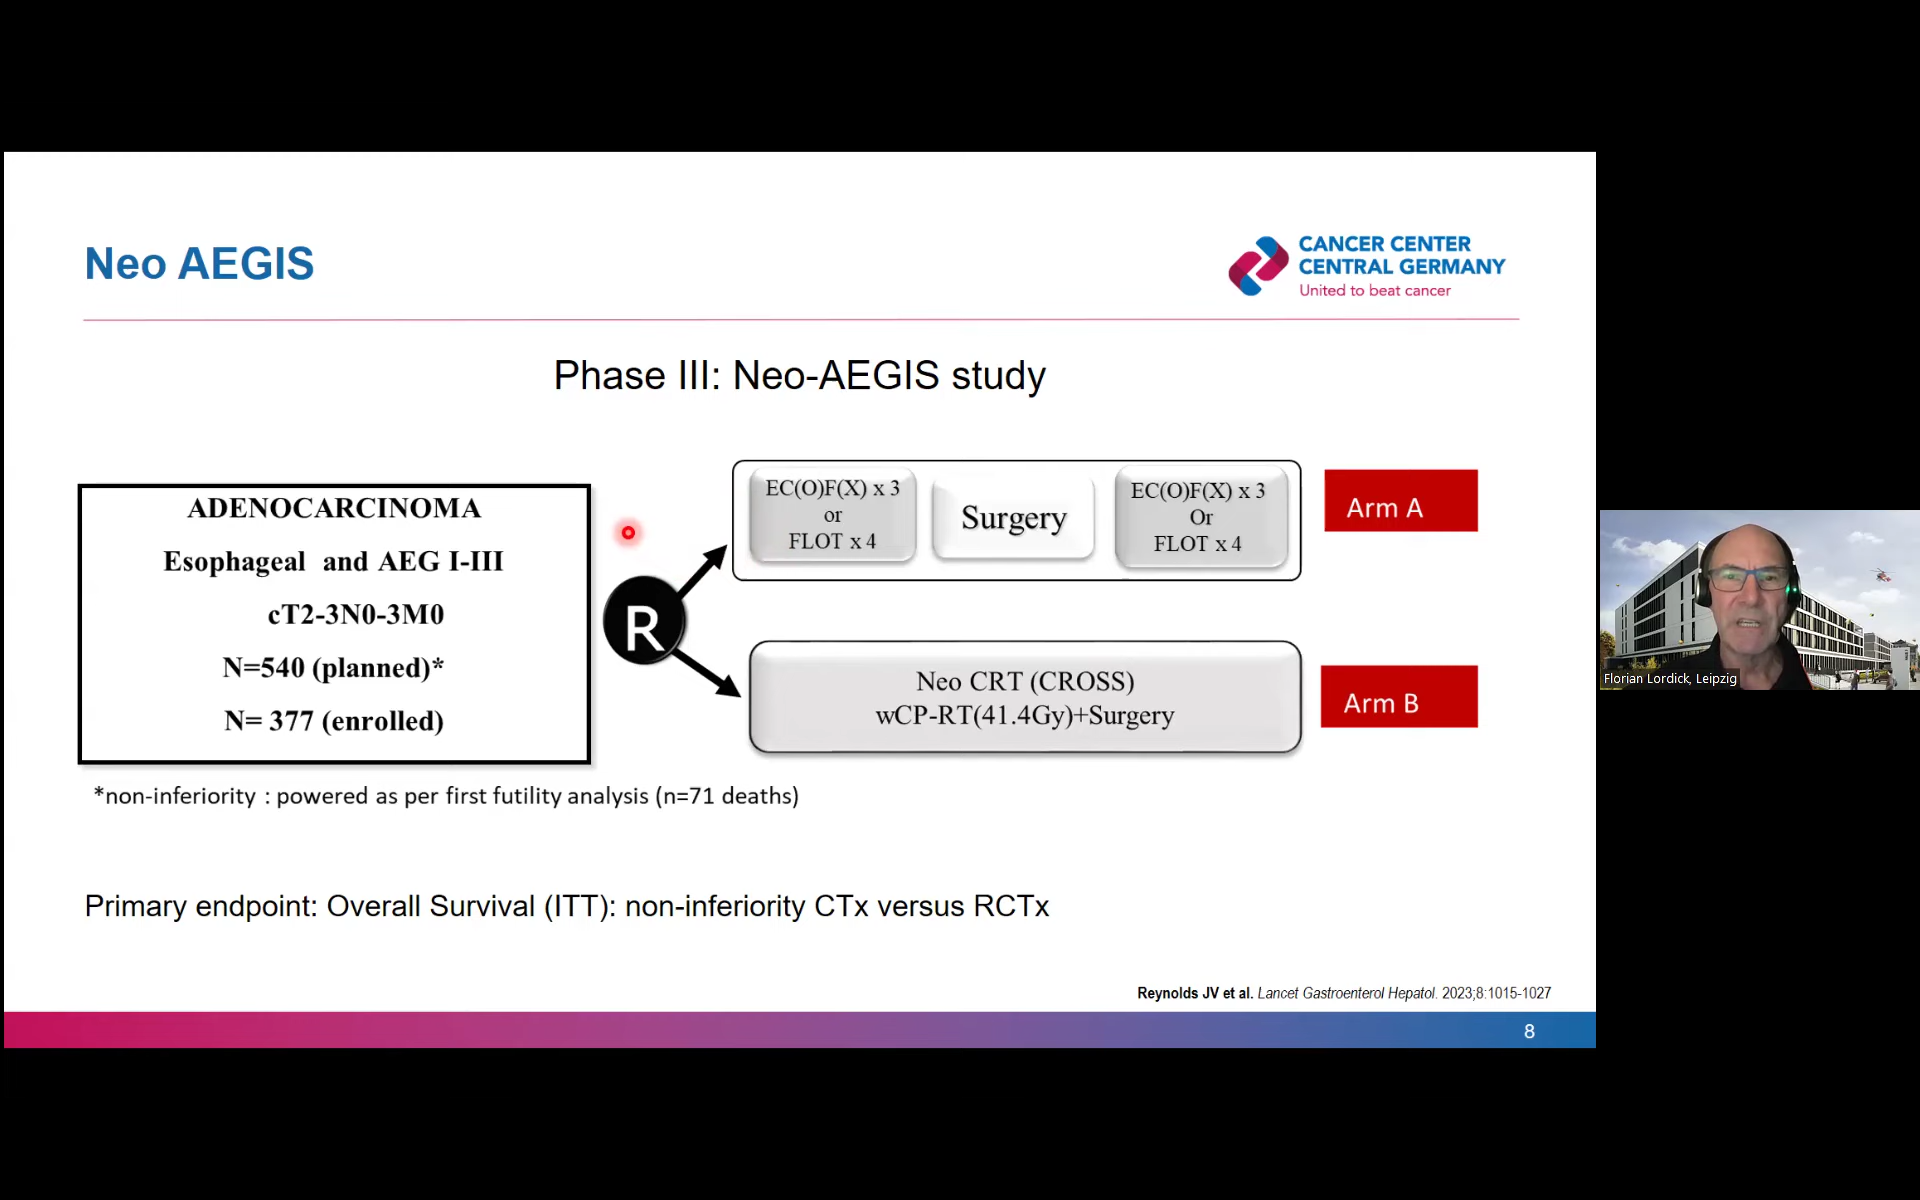 Neo AEGIS
CANCER CENTER
CENTRAL GERMANY
United to beat cancer
Phase III: Neo-AEGIS study
ADENOCARCINOMA
Esophageal and AEG I-III
cT2-3N0-3M0
N=540 (planned)*
N= 377 (enrolled)
R
EC(O)F(X) x 3
or
FLOT x 4
Surgery
EC(O)F(X) x 3
Or
FLOT x 4
Arm A
Neo CRT (CROSS)
wCP-RT(41.4Gy)+Surgery
Arm B
*non-inferiority : powered as per first futility analysis (n=71 deaths)
Primary endpoint: Overall Survival (ITT): non-inferiority CTx versus RCTx
Reynolds JV et al. Lancet Gastroenterol Hepatol. 2023;8:1015-1027
8
Florian Lordick, Leipzig